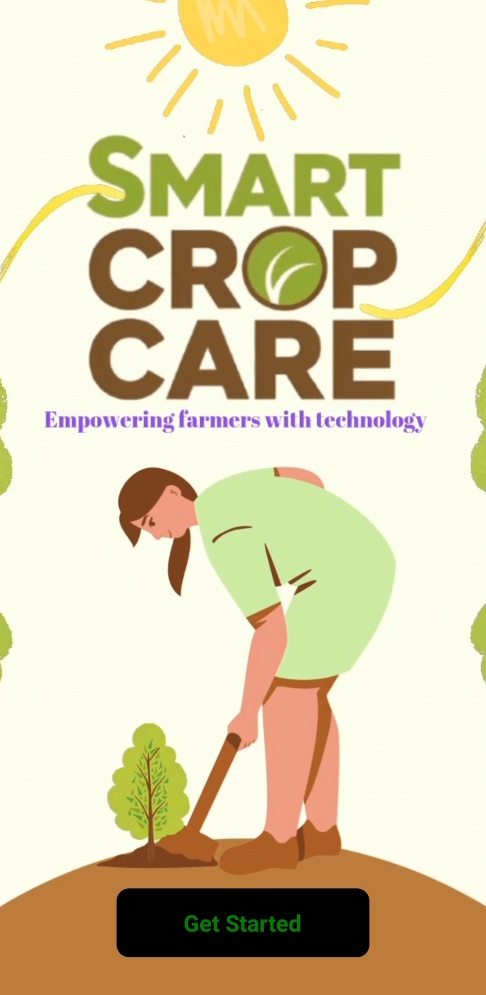 SMART
CROP
CARE
Empowering farmers with technology
Get Started